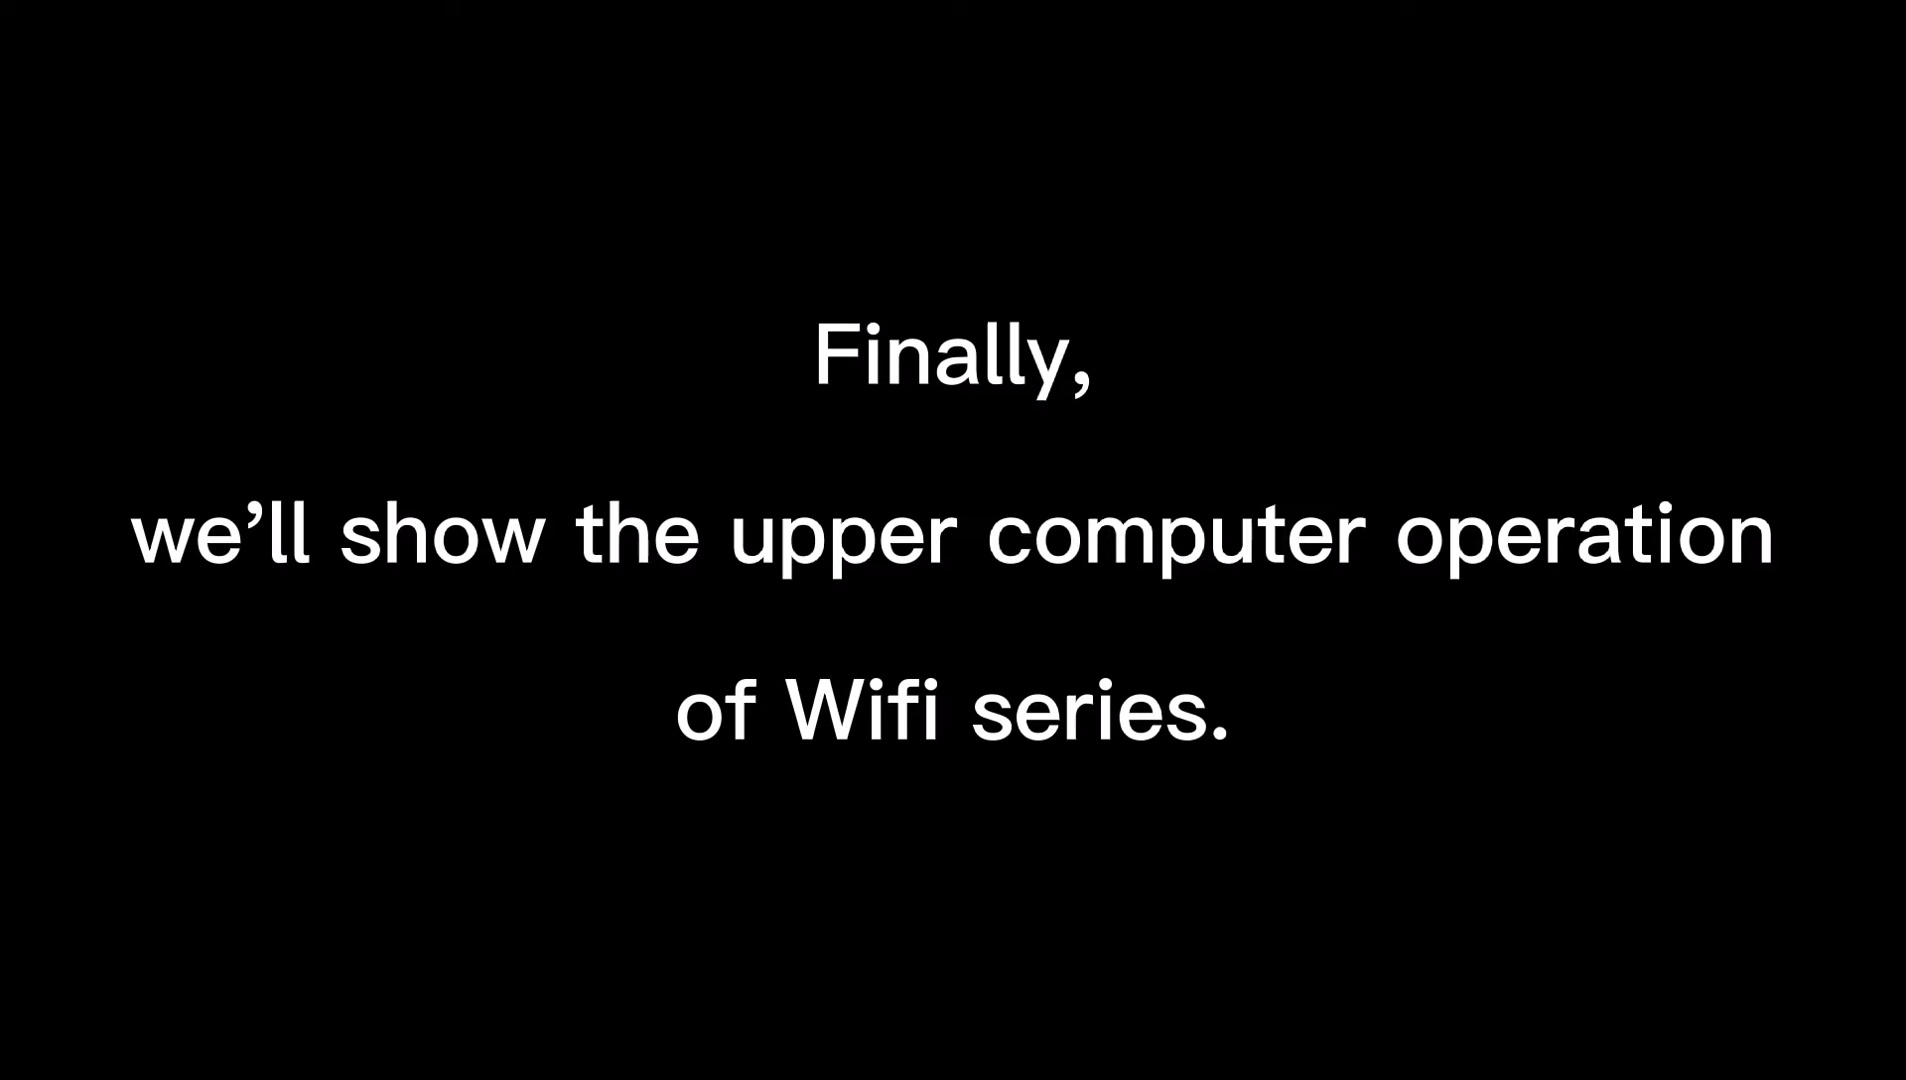 Finally,
we’ll show the upper computer operation
of Wifi series.